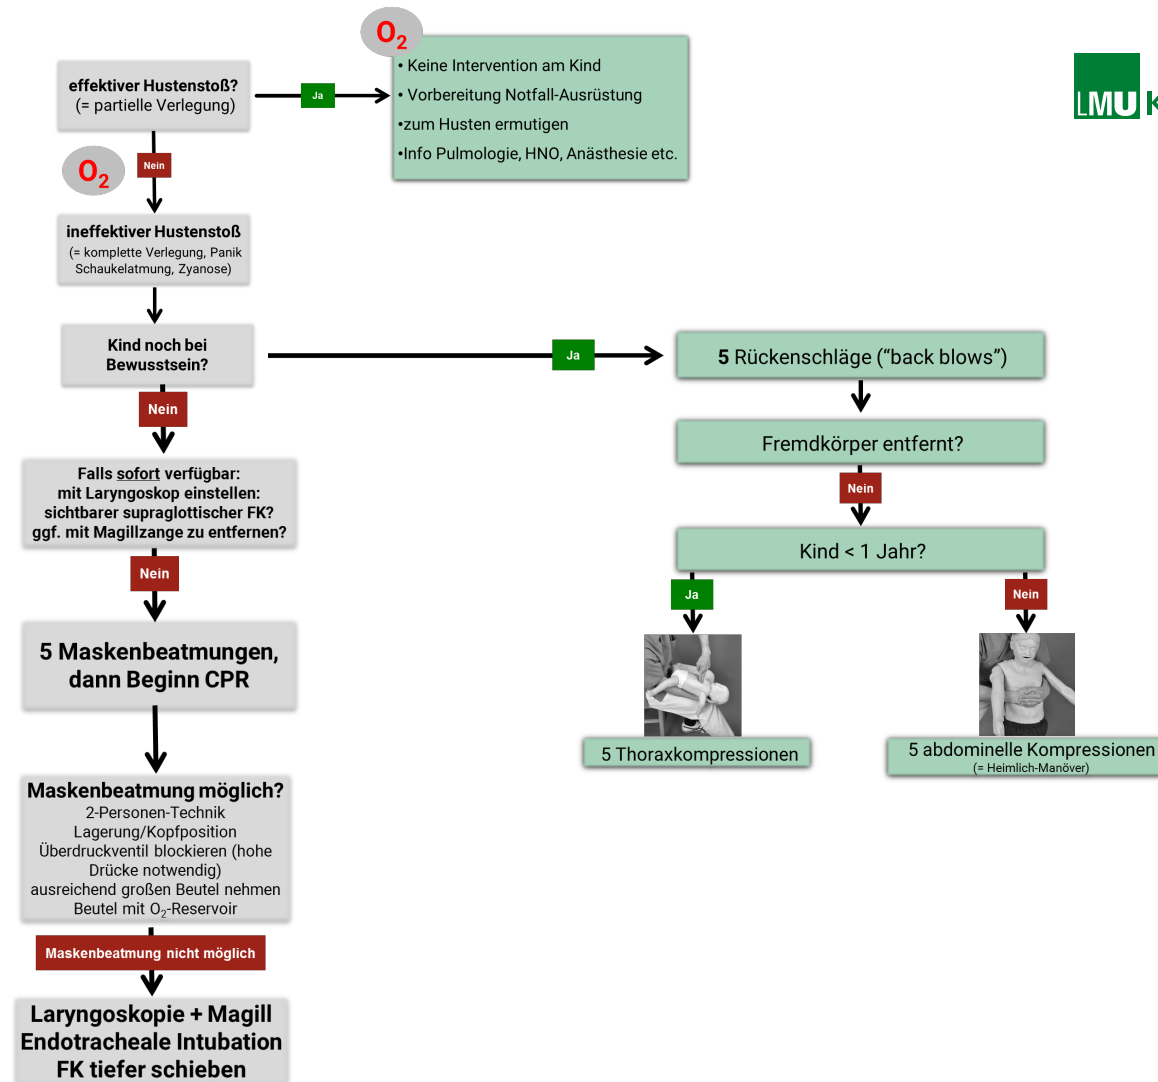 O2
effektiver Hustenstoß?
(= partielle Verlegung)
Ja
• Keine Intervention am Kind
• Vorbereitung Notfall-Ausrüstung
•zum Husten ermutigen
•Info Pulmologie, HNO, Anästhesie etc.
LMU K
O2
Nein
ineffektiver Hustenstoß
(= komplette Verlegung, Panik
Schaukelatmung, Zyanose)
Kind noch bei
Bewusstsein?
Ja
5 Rückenschläge (“back blows”)
Nein
Fremdkörper entfernt?
Falls sofort verfügbar:
mit Laryngoskop einstellen:
sichtbarer supraglottischer FK?
ggf. mit Magillzange zu entfernen?
Nein
Kind < 1 Jahr?
Nein
Ja
Nein
5 Maskenbeatmungen,
dann Beginn CPR
5 Thoraxkompressionen
5 abdominelle Kompressionen
(= Heimlich-Manöver)
Maskenbeatmung möglich?
2-Personen-Technik
Lagerung/Kopfposition
Überdruckventil blockieren (hohe
Drücke notwendig)
ausreichend großen Beutel nehmen
Beutel mit O2-Reservoir
Maskenbeatmung nicht möglich
Laryngoskopie + Magill
Endotracheale Intubation
FK tiefer schieben